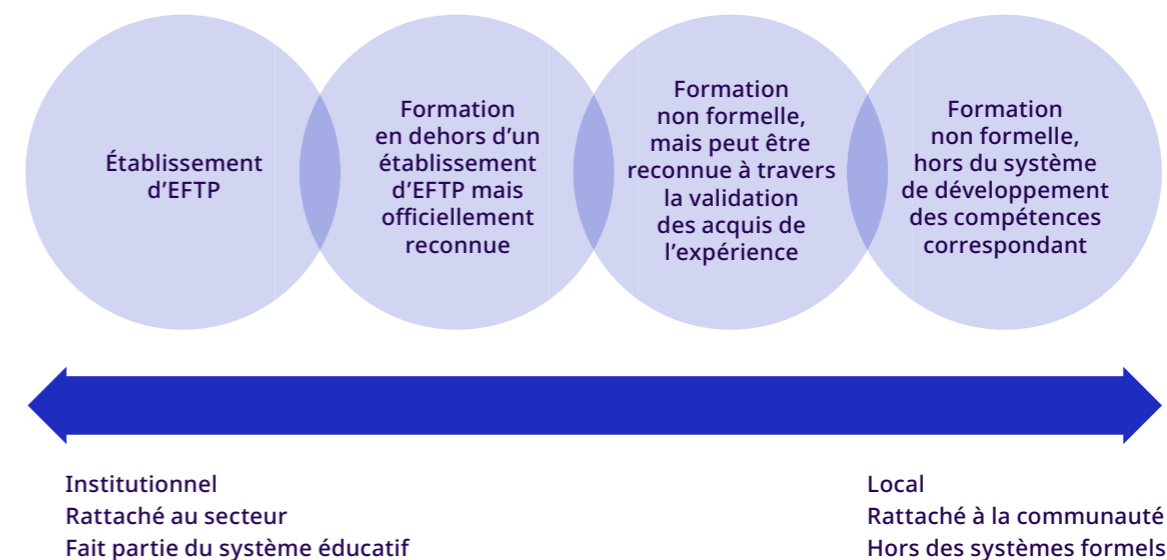 Établissement
d'EFTP
Formation
en dehors d'un
établissement
d'EFTP mais
officiellement
reconnue
Formation
non formelle,
mais peut être
reconnue à travers
la validation
des acquis de
l'expérience
Formation
non formelle,
hors du système
de développement
des compétences
correspondant
Institutionnel
Rattaché au secteur
Fait partie du système éducatif
Local
Rattaché à la communauté
Hors des systèmes formels